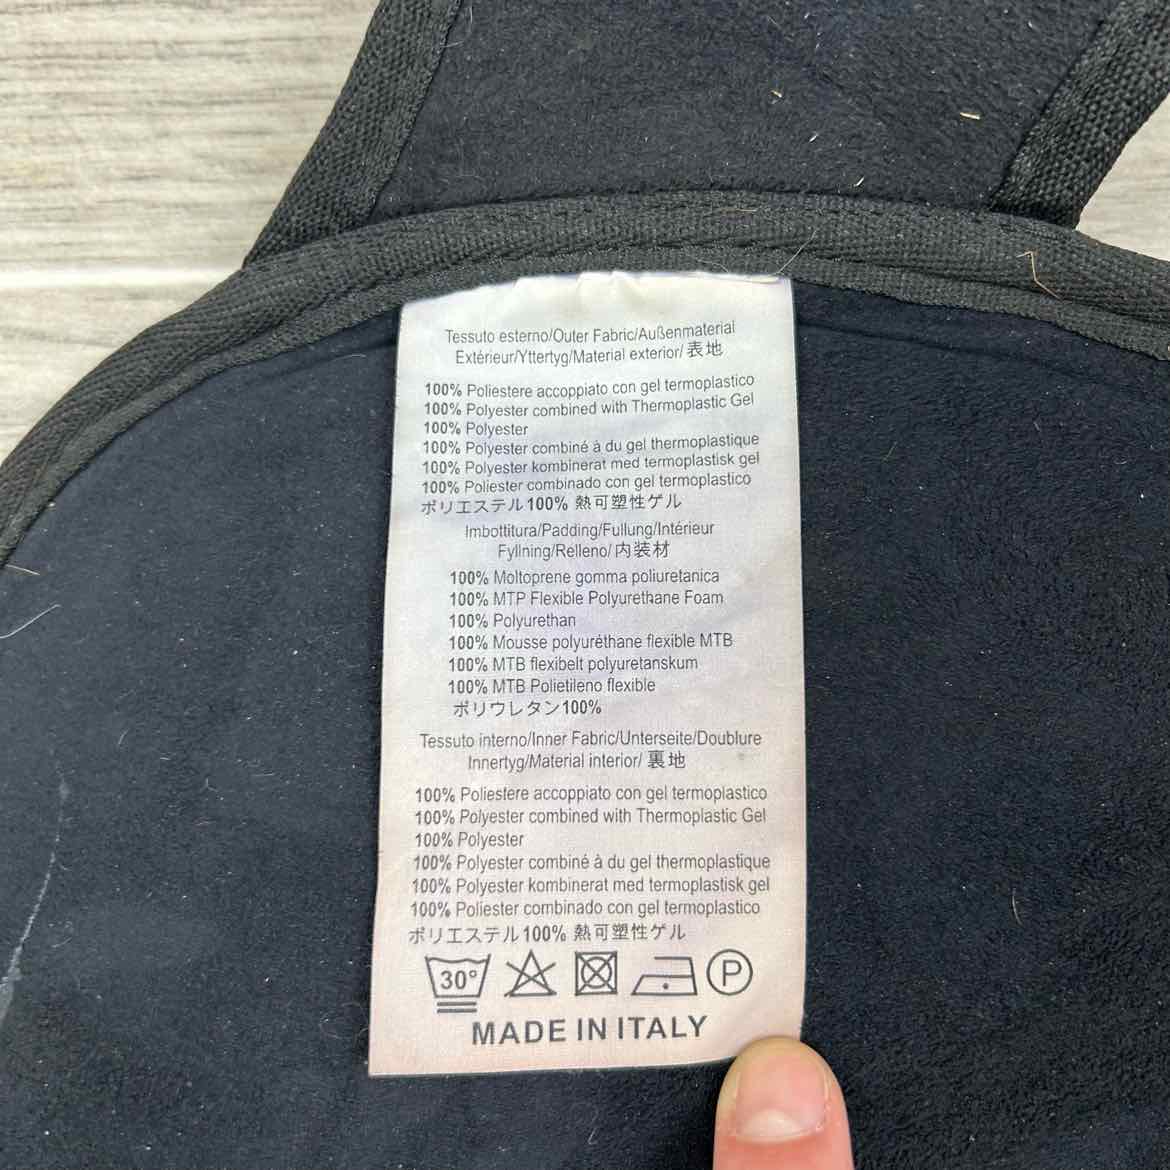 Tessuto esterno/Outer Fabric/Außenmaterial
Extérieur/Yttertyg/Material exterior/表地
100% Poliestere accoppiato con gel termoplastico
100% Polyester combined with Thermoplastic Gel
100% Polyester
100% Polyester combiné à du gel thermoplastique
100% Polyester kombinerat med termoplastisk gel
100% Poliester combinado con gel termoplastico
ポリエステル100% 熱可塑性ゲル
Imbottitura/Padding/Fullung/Intérieur
Fyllning/Relleno/内装材
100% Moltoprene gomma poliuretanica
100% MTP Flexible Polyurethane Foam
100% Polyurethan
100% Mousse polyuréthane flexible MTB
100% MTB flexibelt polyuretanskum
100% MTB Polietileno flexible
ポリウレタン100%
Tessuto interno/Inner Fabric/Unterseite/Doublure
Innertyg/Material interior/裏地
100% Poliestere accoppiato con gel termoplastico
100% Polyester combined with Thermoplastic Gel
100% Polyester
100% Polyester combiné à du gel thermoplastique
100% Polyester kombinerat med termoplastisk gel
100% Poliester combinado con gel termoplastico
ポリエステル100% 熱可塑性ゲル
30° P
MADE IN ITALY